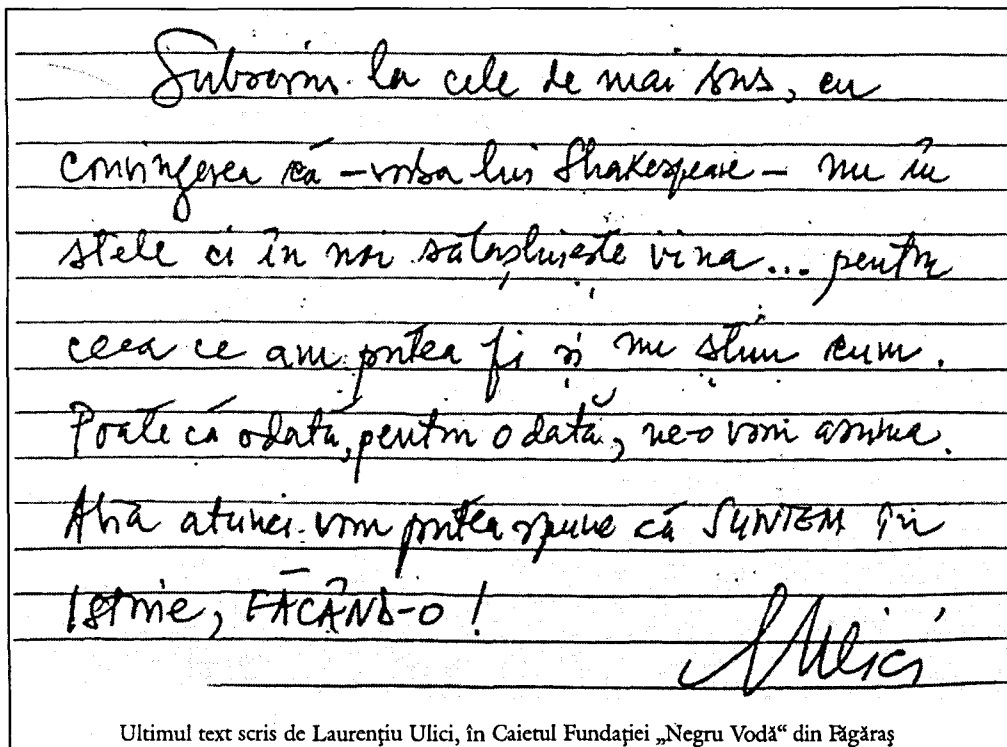 Subscriu la cele de mai sus, cu
convingerea că – vorba lui Shakespeare – nu în
stele ci în noi sălășluiește vina... pentru
ceea ce am putea fi și nu știm cum.
Poate că odată, pentru o dată, ne-o vom asuma.
Abia atunci vom putea spune că SUNTEM în
Istorie, FĂCÂND-O!
LUlici
Ultimul text scris de Laurențiu Ulici, în Caietul Fundației „Negru Vodă“ din Făgăraș